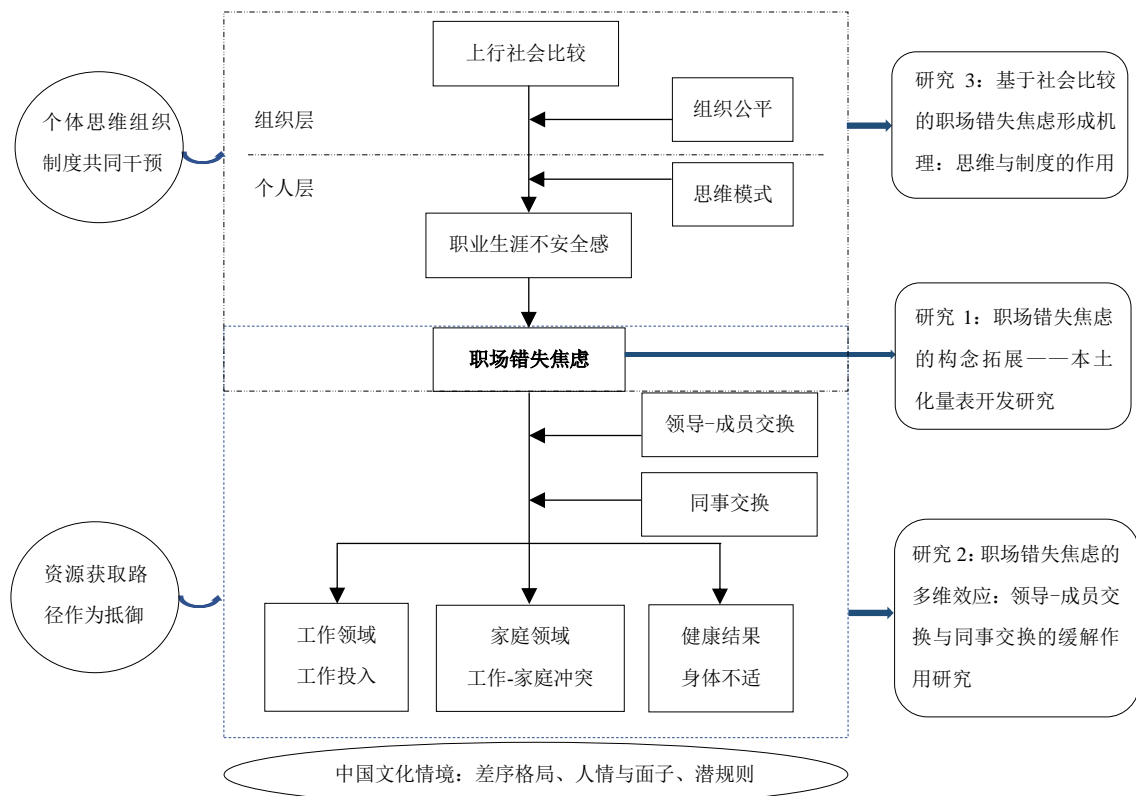 上行社会比较
个体思维组织
制度共同干预
组织层
组织公平
个人层
思维模式
职业生涯不安全感
研究 3：基于社会比较
的职场错失焦虑形成机
理：思维与制度的作用
职场错失焦虑
研究 1：职场错失焦虑
的构念拓展——本土
化量表开发研究
领导-成员交换
同事交换
资源获取路
径作为抵御
工作领域
工作投入
家庭领域
工作-家庭冲突
健康结果
身体不适
研究 2：职场错失焦虑的
多维效应：领导-成员交
换与同事交换的缓解作
用研究
中国文化情境：差序格局、人情与面子、潜规则